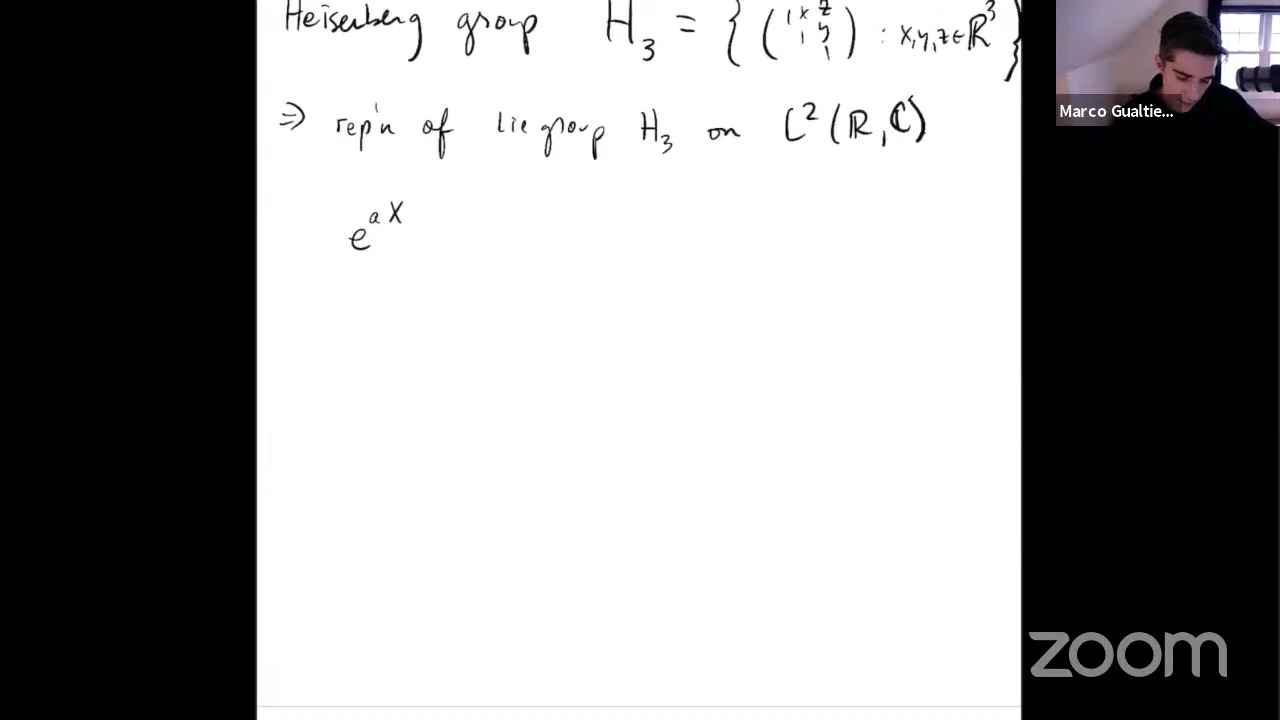 Heisenberg group H₃ = { ( 1 x z 1 y 1 ) : x,y,z ∈ ℝ³ }
⇒ rep'n of Lie group H₃ on L²(ℝ,ℂ)
e^{aX}
Marco Gualtie...
zoom